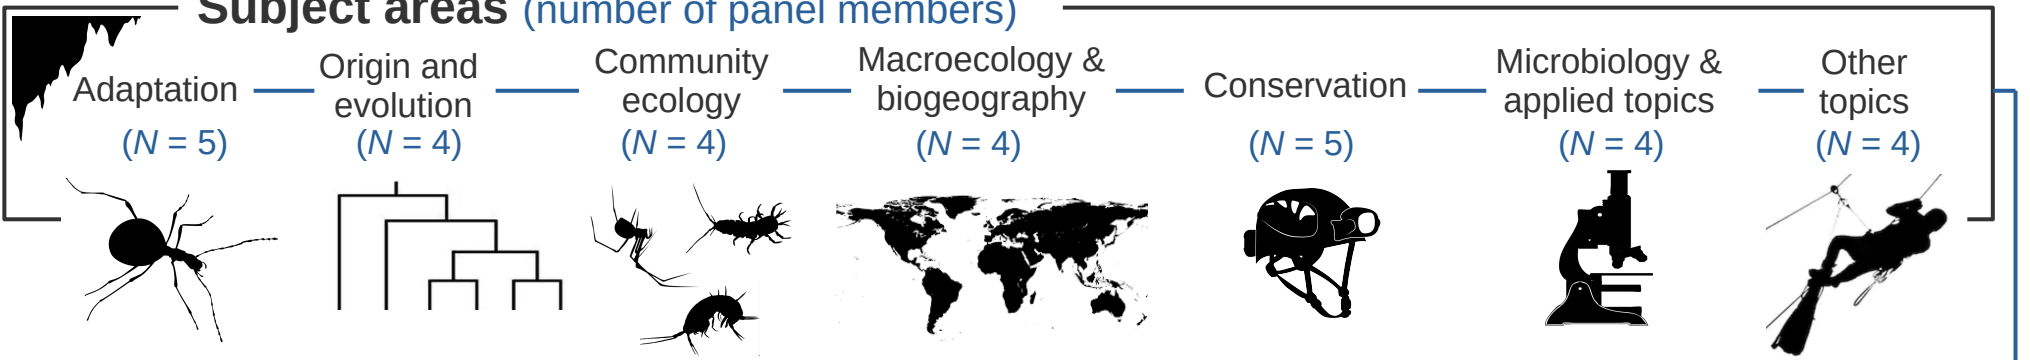 Subject areas (number of panel members)
Adaptation
(N = 5)
Origin and
evolution
(N = 4)
Community
ecology
(N = 4)
Macroecology &
biogeography
(N = 4)
Conservation
(N = 5)
Microbiology &
applied topics
(N = 4)
Other
topics
(N = 4)